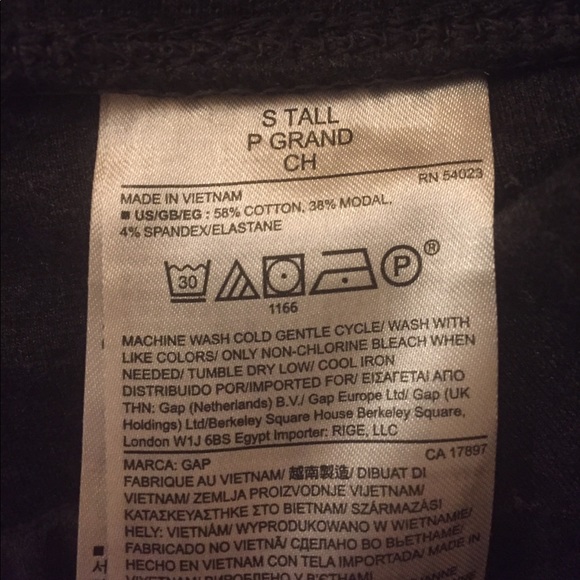 S TALL
P GRAND
CH
RN 54023
MADE IN VIETNAM
■ US/GB/EG : 58% COTTON, 38% MODAL,
4% SPANDEX/ELASTANE
30 P ®
1166
MACHINE WASH COLD GENTLE CYCLE/ WASH WITH
LIKE COLORS/ ONLY NON-CHLORINE BLEACH WHEN
NEEDED/ TUMBLE DRY LOW/ COOL IRON
DISTRIBUIDO POR/IMPORTED FOR/ ΕΙΣΑΓΕΤΑΙ ΑΠΟ
ΤΗΝ: Gap (Netherlands) B.V./ Gap Europe Ltd/ Gap (UK
Holdings) Ltd/Berkeley Square House Berkeley Square,
London W1J 6BS Egypt Importer: RIGE, LLC
CA 17897
MARCA: GAP
FABRIQUE AU VIETNAM/ 越南製造/ DIBUAT DI
VIETNAM/ ZEMLJA PROIZVODNJE VIJETNAM/
ΚΑΤΑΣΚΕΥΑΣΤΗΚΕ ΣΤΟ ΒΙΕΤΝΑΜ/ SZÁRMAZÁSI
HELY: VIETNÁM/ WYPRODUKOWANO W WIETNAMIE/
FABRICADO NO VIETNÃ/ СДЕЛАНО ВО ВЬЕТНАМЕ/
HECHO EN VIETNAM CON TELA IMPORTADA/ MADE IN